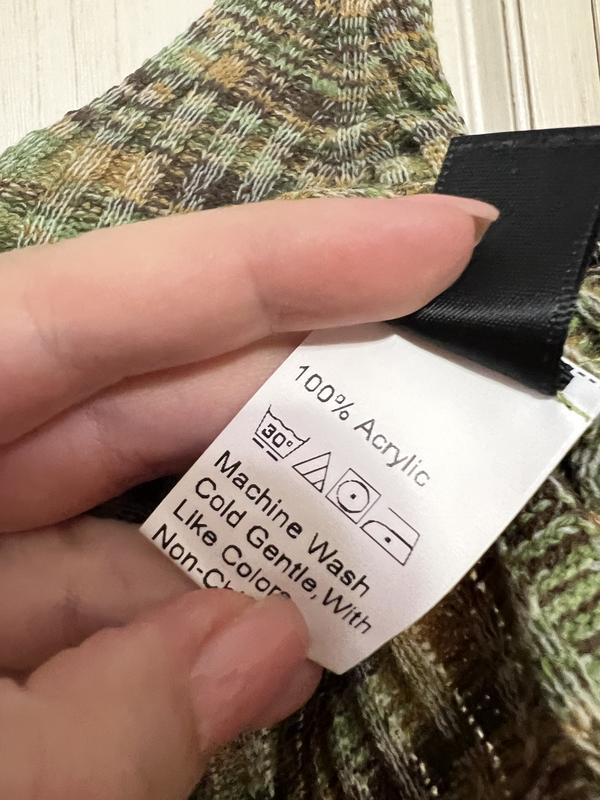 100% Acrylic
30°
Machine Wash
Cold Gentle, With
Like Colors